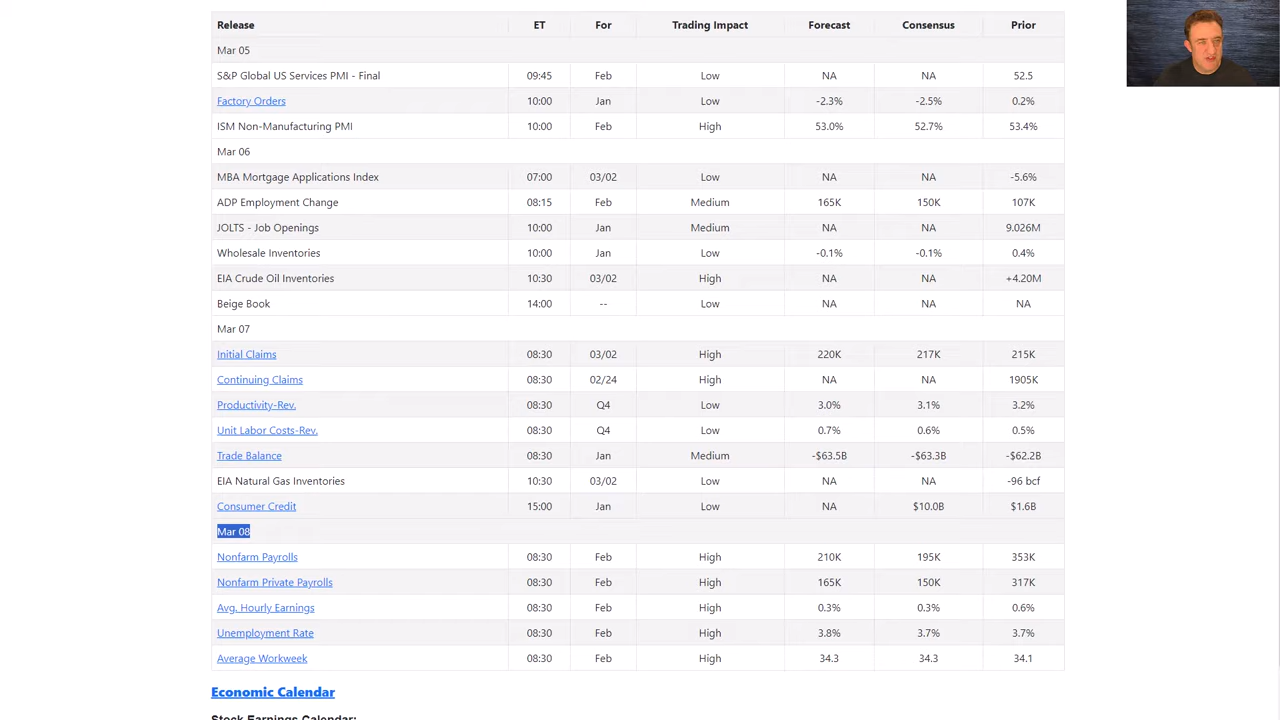 Release ET For Trading Impact Forecast Consensus Prior
Mar 05
S&P Global US Services PMI - Final 09:45 Feb Low NA NA 52.5
Factory Orders 10:00 Jan Low -2.3% -2.5% 0.2%
ISM Non-Manufacturing PMI 10:00 Feb High 53.0% 52.7% 53.4%
Mar 06
MBA Mortgage Applications Index 07:00 03/02 Low NA NA -5.6%
ADP Employment Change 08:15 Feb Medium 165K 150K 107K
JOLTS - Job Openings 10:00 Jan Medium NA NA 9.026M
Wholesale Inventories 10:00 Jan Low -0.1% -0.1% 0.4%
EIA Crude Oil Inventories 10:30 03/02 High NA NA +4.20M
Beige Book 14:00 -- Low NA NA NA
Mar 07
Initial Claims 08:30 03/02 High 220K 217K 215K
Continuing Claims 08:30 02/24 High NA NA 1905K
Productivity-Rev. 08:30 Q4 Low 3.0% 3.1% 3.2%
Unit Labor Costs-Rev. 08:30 Q4 Low 0.7% 0.6% 0.5%
Trade Balance 08:30 Jan Medium -$63.5B -$63.3B -$62.2B
EIA Natural Gas Inventories 10:30 03/02 Low NA NA -96 bcf
Consumer Credit 15:00 Jan Low NA $10.0B $1.6B
Mar 08
Nonfarm Payrolls 08:30 Feb High 210K 195K 353K
Nonfarm Private Payrolls 08:30 Feb High 165K 150K 317K
Avg. Hourly Earnings 08:30 Feb High 0.3% 0.3% 0.6%
Unemployment Rate 08:30 Feb High 3.8% 3.7% 3.7%
Average Workweek 08:30 Feb High 34.3 34.3 34.1
Economic Calendar
Stock Earnings Calendar: